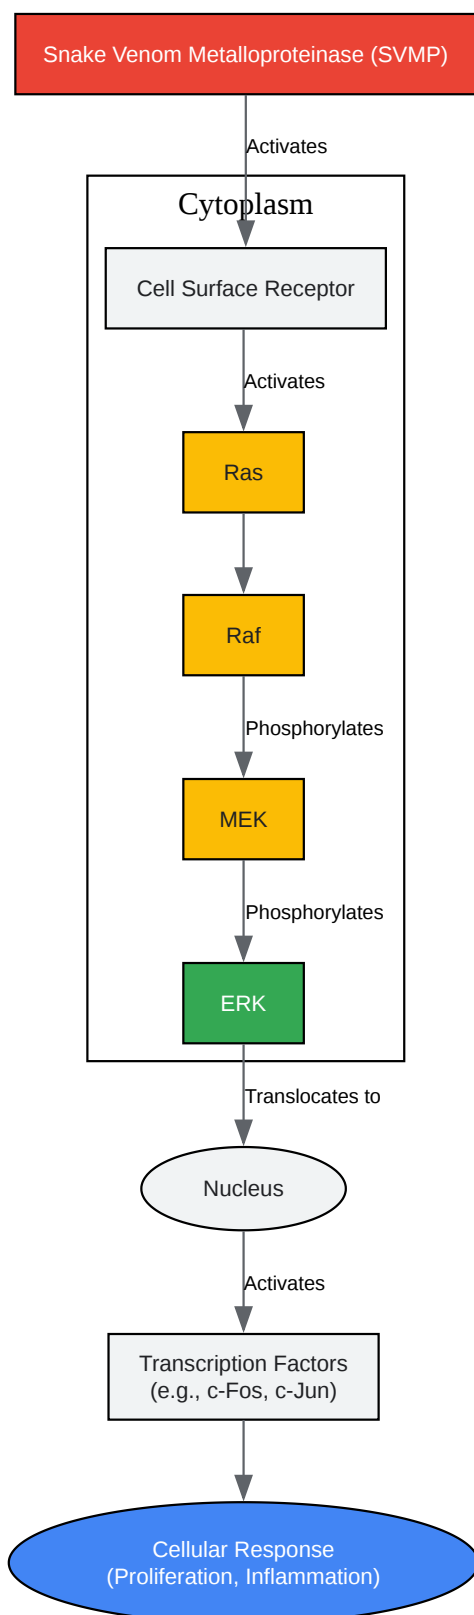 Snake Venom Metalloproteinase (SVMP)
Activates
Cytoplasm
Cell Surface Receptor
Activates
Ras
Raf
Phosphorylates
MEK
Phosphorylates
ERK
Translocates to
Nucleus
Activates
Transcription Factors
(e.g., c-Fos, c-Jun)
Cellular Response
(Proliferation, Inflammation)